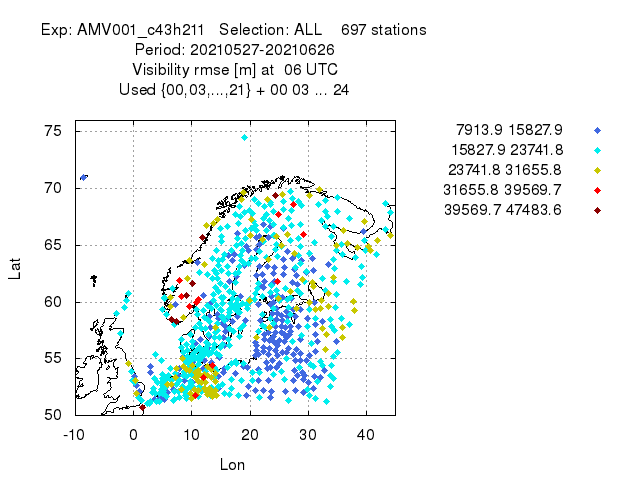 Exp: AMV001_c43h211 Selection: ALL 697 stations
Period: 20210527-20210626
Visibility rmse [m] at 06 UTC
Used {00,03,...,21} + 00 03 ... 24
7913.9 15827.9
15827.9 23741.8
23741.8 31655.8
31655.8 39569.7
39569.7 47483.6
Lat
75
70
65
60
55
50
-10 0 10 20 30 40
Lon